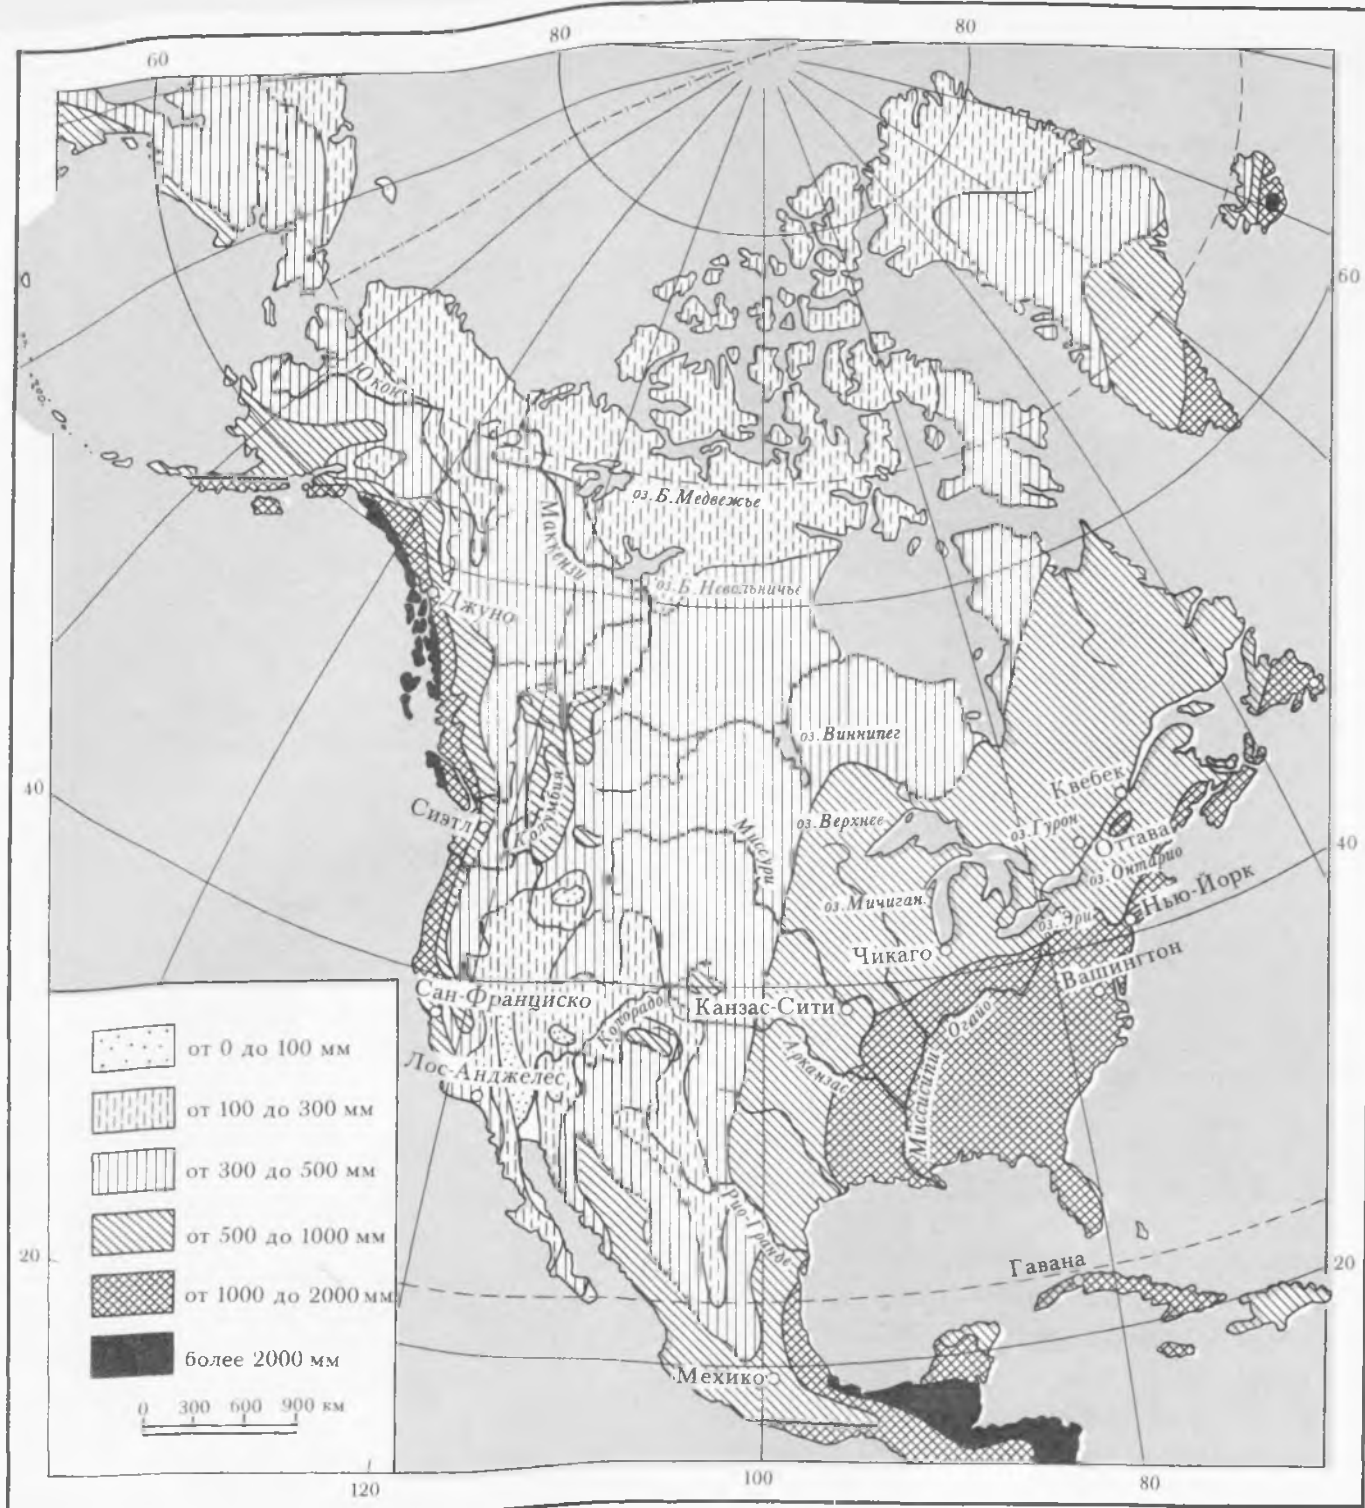 80
80
60
60
Юкон
оз. Б. Медвежье
Маккензи
оз. Б. Невольничье
Джуно
оз. Виннипег
Квебек
40
Сиэтл
Колумбия
оз. Верхнее
Миссури
оз. Гурон
Оттава
оз. Онтарио
40
оз. Мичиган
оз. Эри
Нью-Йорк
Чикаго
Вашингтон
Сан-Франциско
Колорадо
Канзас-Сити
Огайо
Арканзас
Лос-Анджелес
Миссисипи
Рио-Гранде
Гавана
20
20
Мехико
от 0 до 100 мм
от 100 до 300 мм
от 300 до 500 мм
от 500 до 1000 мм
от 1000 до 2000 мм
более 2000 мм
0 300 600 900 км
120
100
80